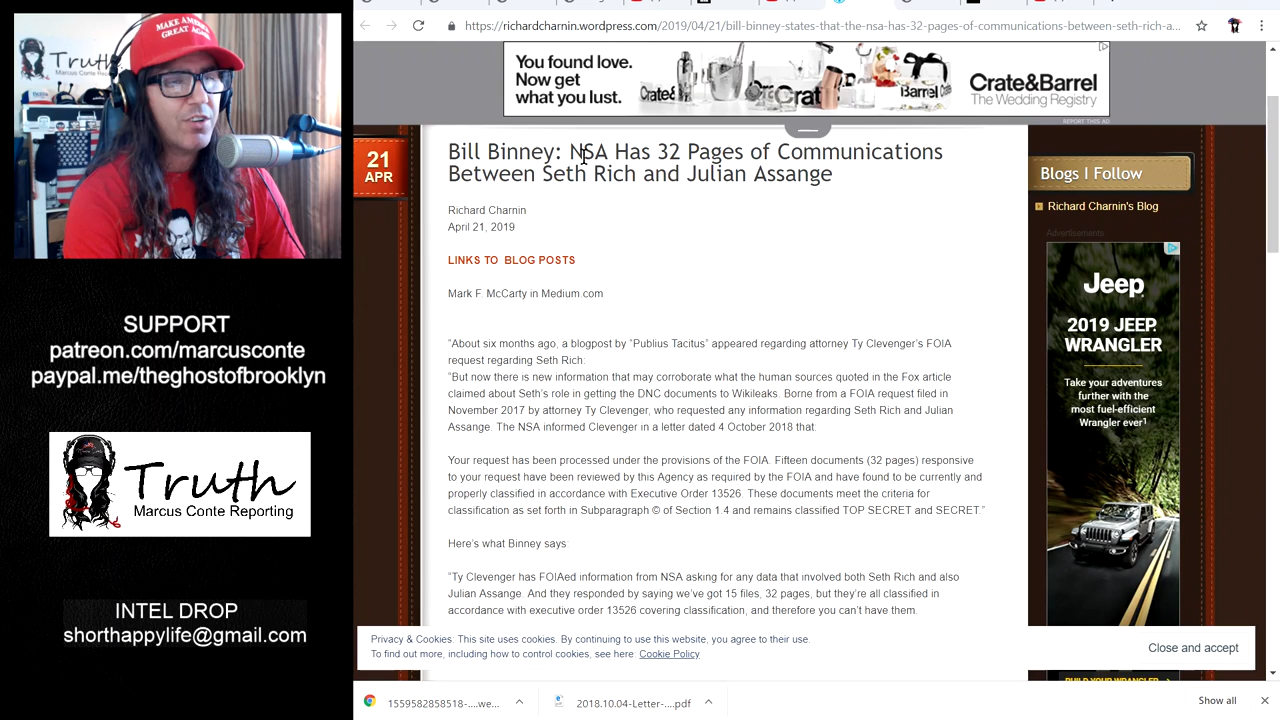 https://richardcharnin.wordpress.com/2019/04/21/bill-binney-states-that-the-nsa-has-32-pages-of-communications-between-seth-rich-a...
MAKE AMERICA
GREAT AGAIN
Truth
Marcus Conte Reporting
You found love.
Now get
what you lust.
Crate&Barrel
Crate&Barrel
The Wedding Registry
REPORT THIS AD
21
APR
Bill Binney: NSA Has 32 Pages of Communications
Between Seth Rich and Julian Assange
Richard Charnin
April 21, 2019
LINKS TO BLOG POSTS
Mark F. McCarty in Medium.com
“About six months ago, a blogpost by “Publius Tacitus” appeared regarding attorney Ty Clevenger’s FOIA
request regarding Seth Rich:
“But now there is new information that may corroborate what the human sources quoted in the Fox article
claimed about Seth’s role in getting the DNC documents to Wikileaks. Borne from a FOIA request filed in
November 2017 by attorney Ty Clevenger, who requested any information regarding Seth Rich and Julian
Assange. The NSA informed Clevenger in a letter dated 4 October 2018 that:
Your request has been processed under the provisions of the FOIA. Fifteen documents (32 pages) responsive
to your request have been reviewed by this Agency as required by the FOIA and have found to be currently and
properly classified in accordance with Executive Order 13526. These documents meet the criteria for
classification as set forth in Subparagraph © of Section 1.4 and remains classified TOP SECRET and SECRET.”
Here’s what Binney says:
“Ty Clevenger has FOIAed information from NSA asking for any data that involved both Seth Rich and also
Julian Assange. And they responded by saying we’ve got 15 files, 32 pages, but they’re all classified in
accordance with executive order 13526 covering classification, and therefore you can’t have them.
Blogs I Follow
Richard Charnin's Blog
Advertisements
Jeep
2019 JEEP
WRANGLER
Take your adventures
further with the
most fuel-efficient
Wrangler ever¹
BUILD YOUR WRANGLER >
SUPPORT
patreon.com/marcusconte
paypal.me/theghostofbrooklyn
Truth
Marcus Conte Reporting
INTEL DROP
shorthappylife@gmail.com
Privacy & Cookies: This site uses cookies. By continuing to use this website, you agree to their use.
To find out more, including how to control cookies, see here: Cookie Policy
Close and accept
1559582858518-....we...
2018.10.04-Letter-....pdf
Show all